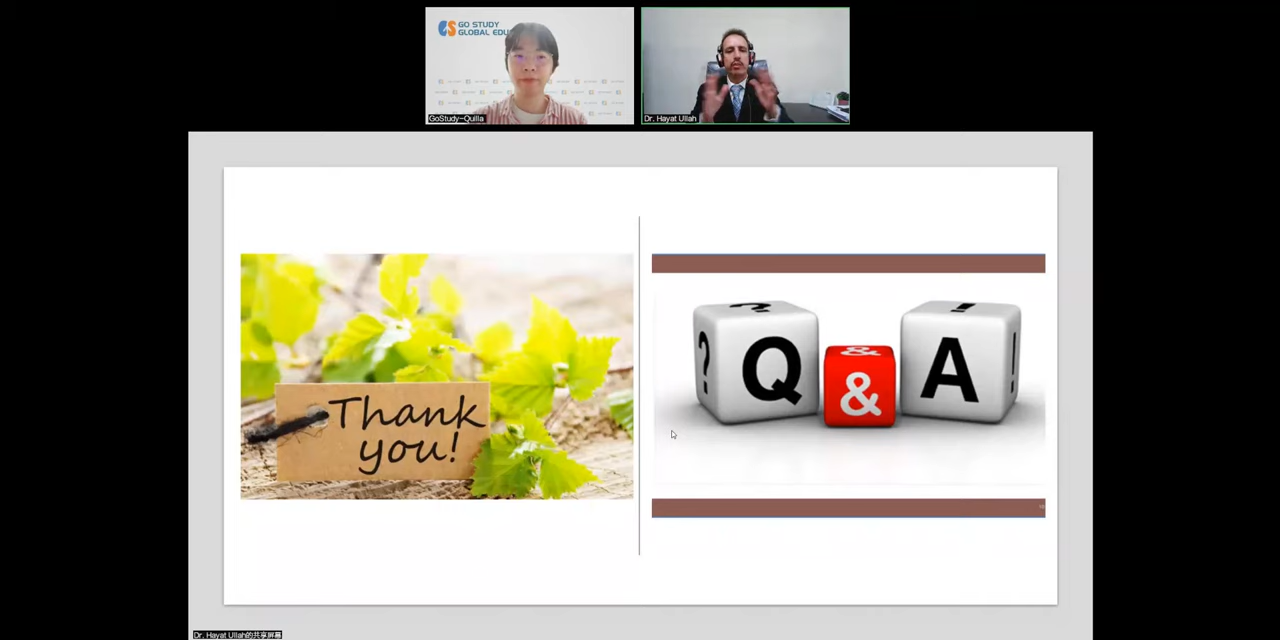 GO STUDY
GLOBAL EDU
GoStudy-Quilla
Dr. Hayat Ullah
Thank
you!
? ? Q & & A ! !
Dr. Hayat Ullah的共享屏幕